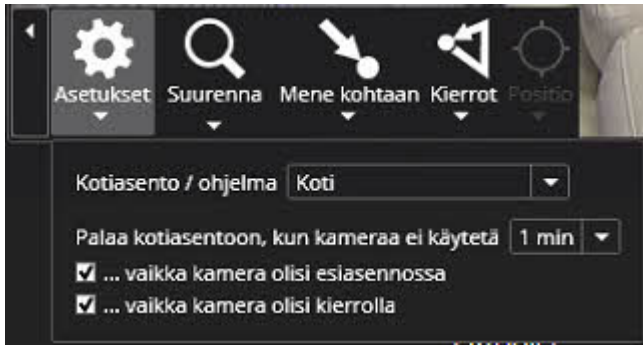 Asetukset Suurenna Mene kohtaan Kierrot Positio
Kotiasento / ohjelma Koti
Palaa kotiasentoon, kun kameraa ei käytetä 1 min
... vaikka kamera olisi esiasennossa
... vaikka kamera olisi kierrolla